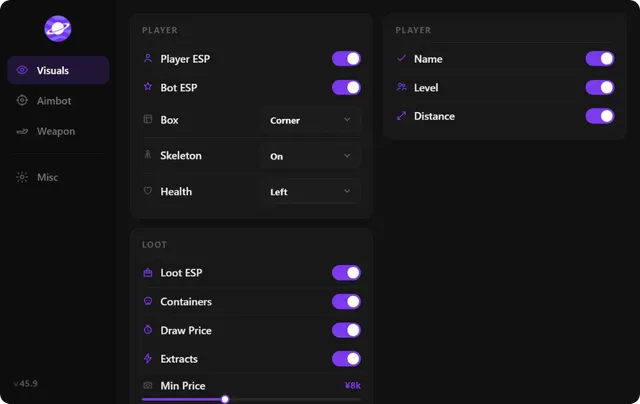 Visuals
Aimbot
Weapon
Misc
v45.9
PLAYER
Player ESP
Bot ESP
Box Corner
Skeleton On
Health Left
LOOT
Loot ESP
Containers
Draw Price
Extracts
Min Price ¥8k
PLAYER
Name
Level
Distance